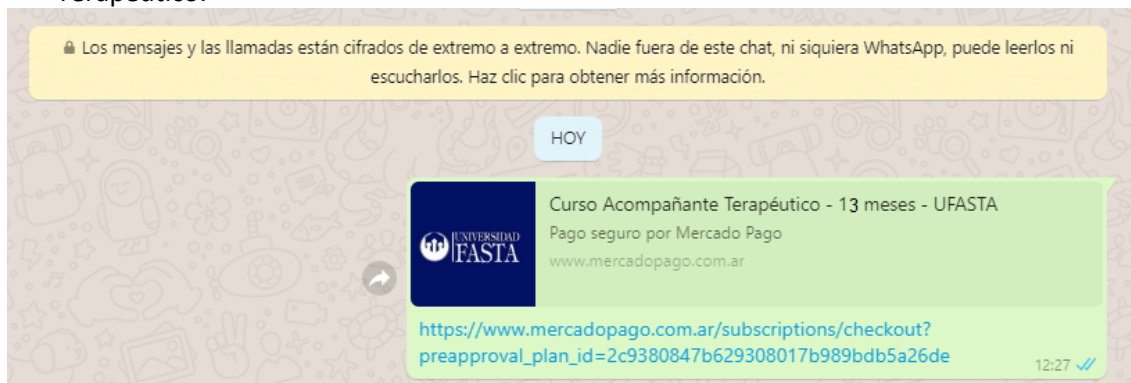 Terapéutico:
Los mensajes y las llamadas están cifrados de extremo a extremo. Nadie fuera de este chat, ni siquiera WhatsApp, puede leerlos ni
escucharlos. Haz clic para obtener más información.
HOY
Curso Acompañante Terapéutico - 13 meses - UFASTA
Pago seguro por Mercado Pago
www.mercadopago.com.ar
UNIVERSIDAD
FASTA
https://www.mercadopago.com.ar/subscriptions/checkout?
preapproval_plan_id=2c9380847b629308017b989bdb5a26de
12:27